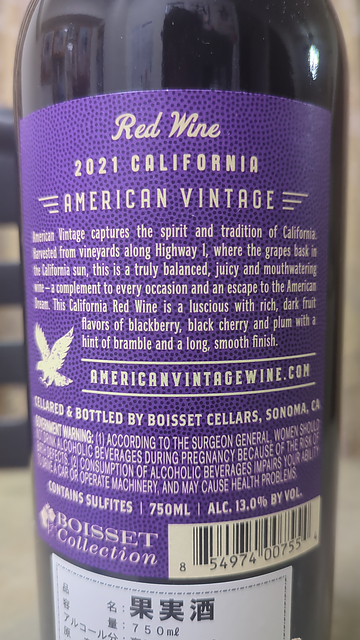 Red Wine
2021 CALIFORNIA
AMERICAN VINTAGE
American Vintage captures the spirit and tradition of California.
Harvested from vineyards along Highway 1, where the grapes bask in
the California sun, this is a truly balanced, juicy and mouthwatering
wine—a complement to every occasion and an escape to the American
Dream. This California Red Wine is a luscious with rich, dark fruit
flavors of blackberry, black cherry and plum with a
hint of bramble and a long, smooth finish.
AMERICANVINTAGEWINE.COM
CELLARED & BOTTLED BY BOISSET CELLARS, SONOMA, CA
GOVERNMENT WARNING: (1) ACCORDING TO THE SURGEON GENERAL, WOMEN SHOULD
NOT DRINK ALCOHOLIC BEVERAGES DURING PREGNANCY BECAUSE OF THE RISK OF
BIRTH DEFECTS. (2) CONSUMPTION OF ALCOHOLIC BEVERAGES IMPAIRS YOUR ABILITY
TO DRIVE A CAR OR OPERATE MACHINERY, AND MAY CAUSE HEALTH PROBLEMS.
CONTAINS SULFITES | 750ML | ALC. 13.0% BY VOL.
BOISSET
Collection
8 54974 00755 4
品名:果実酒
容量:750㎖
アルコール分: